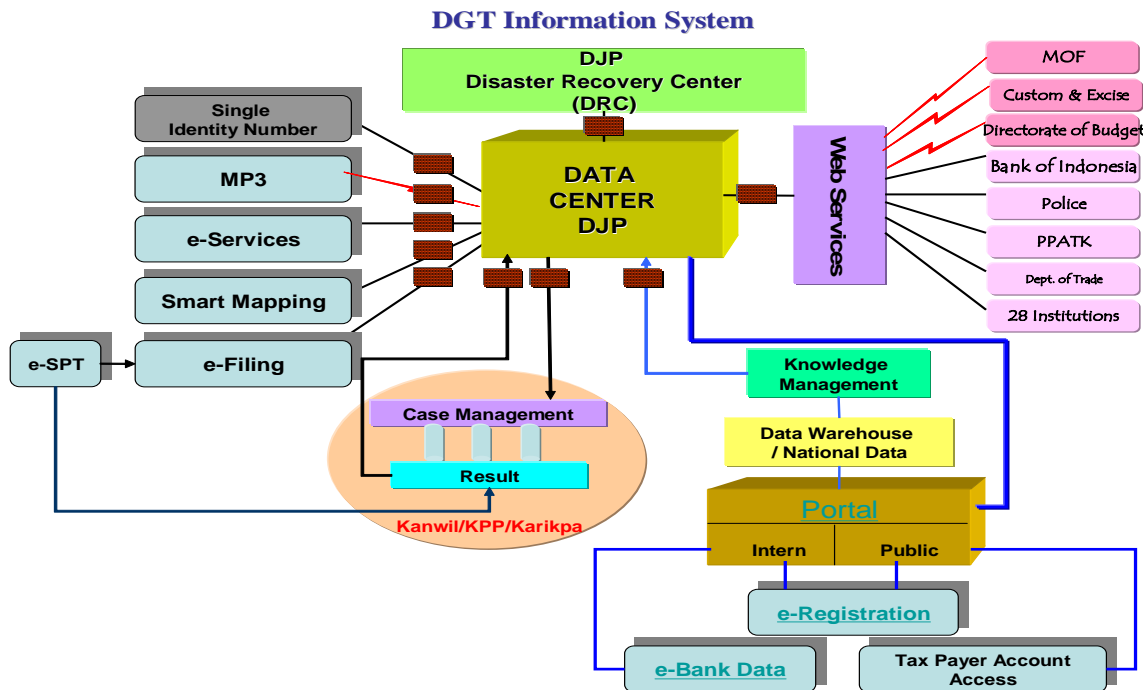 DGT Information System
DJP
Disaster Recovery Center
(DRC)
Single
Identity Number
MP3
e-Services
Smart Mapping
e-SPT
e-Filing
DATA
CENTER
DJP
Web Services
MOF
Custom & Excise
Directorate of Budget
Bank of Indonesia
Police
PPATK
Dept. of Trade
28 Institutions
Case Management
Result
Kanwil/KPP/Karikpa
Knowledge
Management
Data Warehouse
/ National Data
Portal
Intern
Public
e-Registration
e-Bank Data
Tax Payer Account
Access